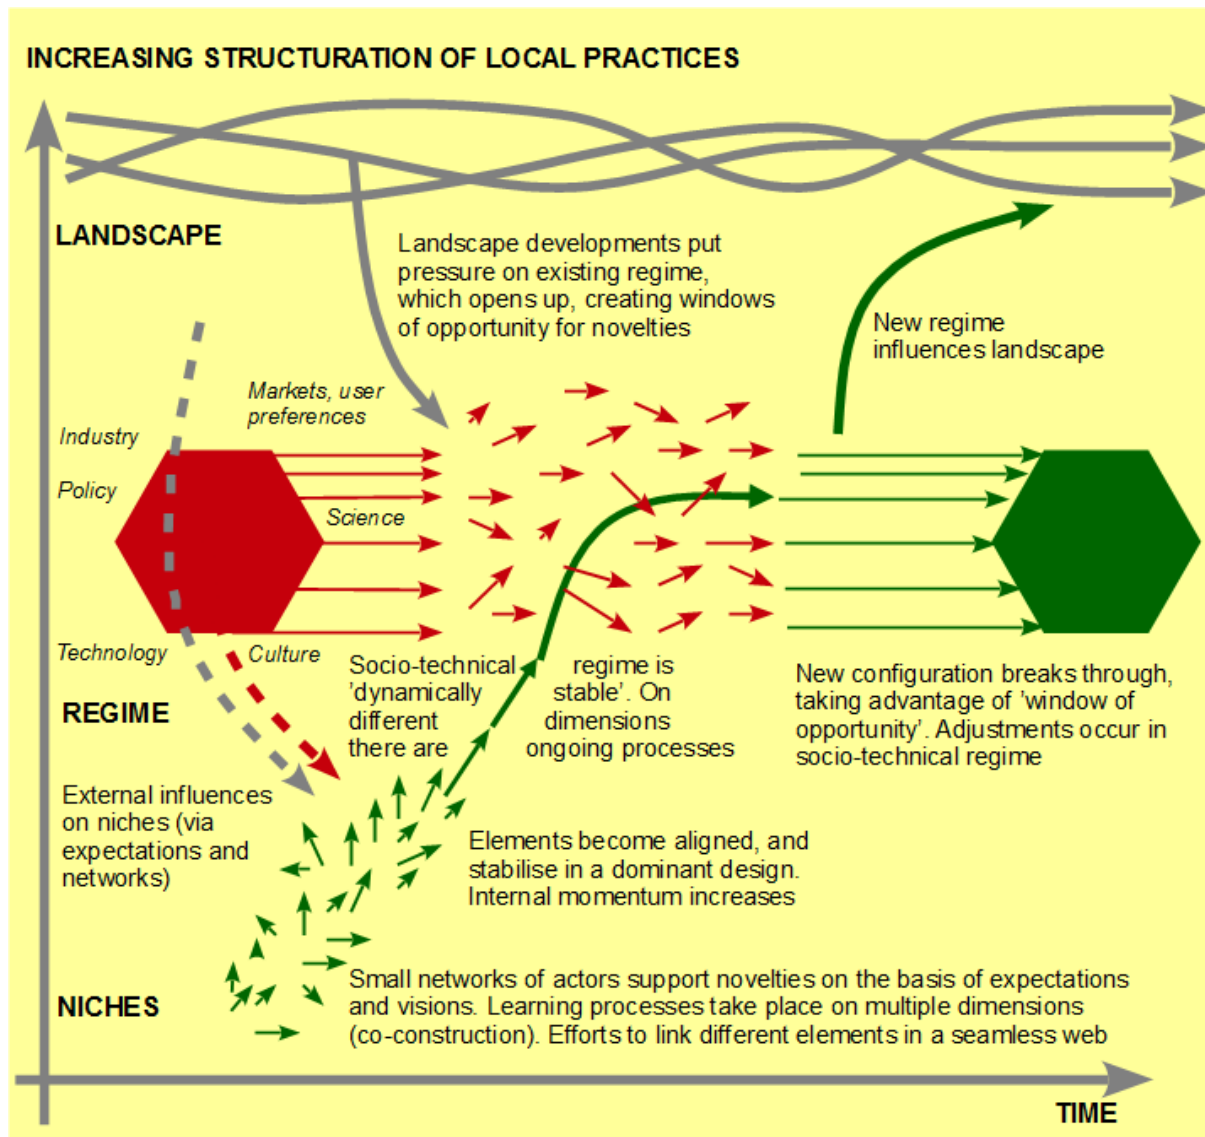 INCREASING STRUCTURATION OF LOCAL PRACTICES
LANDSCAPE
Landscape developments put
pressure on existing regime,
which opens up, creating windows
of opportunity for novelties
New regime
influences landscape
Markets, user
preferences
Industry
Policy
Science
Technology
Culture
REGIME
Socio-technical regime is
’dynamically stable’. On
different dimensions
there are ongoing processes
New configuration breaks through,
taking advantage of ’window of
opportunity’. Adjustments occur in
socio-technical regime
External influences
on niches (via
expectations and
networks)
Elements become aligned, and
stabilise in a dominant design.
Internal momentum increases
NICHES
Small networks of actors support novelties on the basis of expectations
and visions. Learning processes take place on multiple dimensions
(co-construction). Efforts to link different elements in a seamless web
TIME